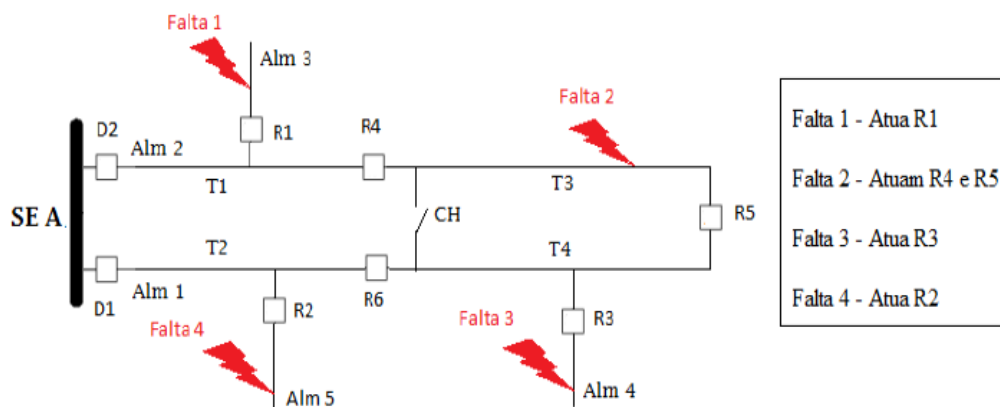 Falta 1
Alm 3
Falta 2
D2
Alm 2
R1
R4
T1
T3
SE A
CH
R5
T2
T4
D1
Alm 1
R6
R2
R3
Falta 4
Falta 3
Alm 5
Alm 4
Falta 1 - Atua R1
Falta 2 - Atuam R4 e R5
Falta 3 - Atua R3
Falta 4 - Atua R2